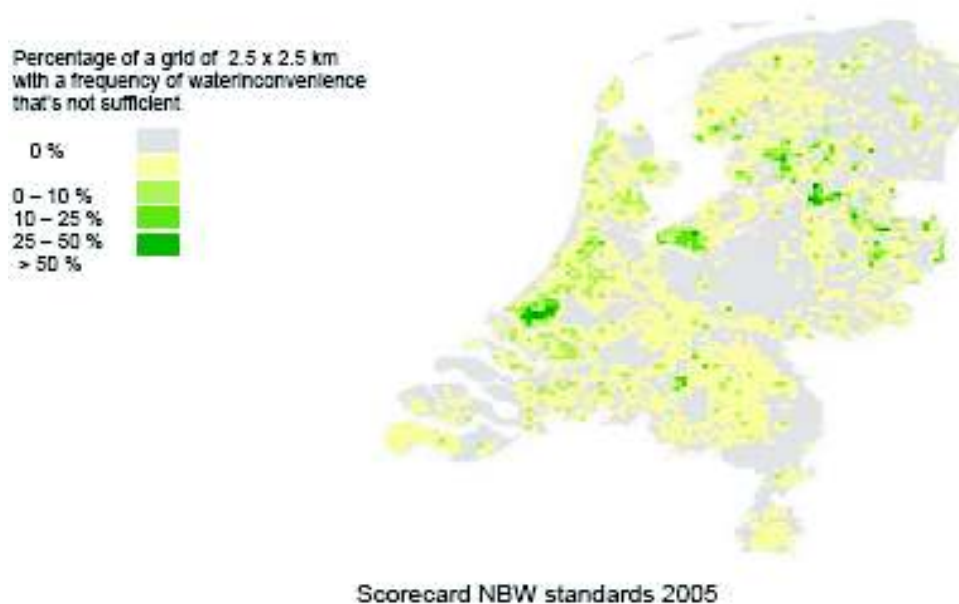 Percentage of a grid of 2.5 x 2.5 km
with a frequency of waterinconvenience
that's not sufficient
0 %
0 – 10 %
10 – 25 %
25 – 50 %
> 50 %
Scorecard NBW standards 2005